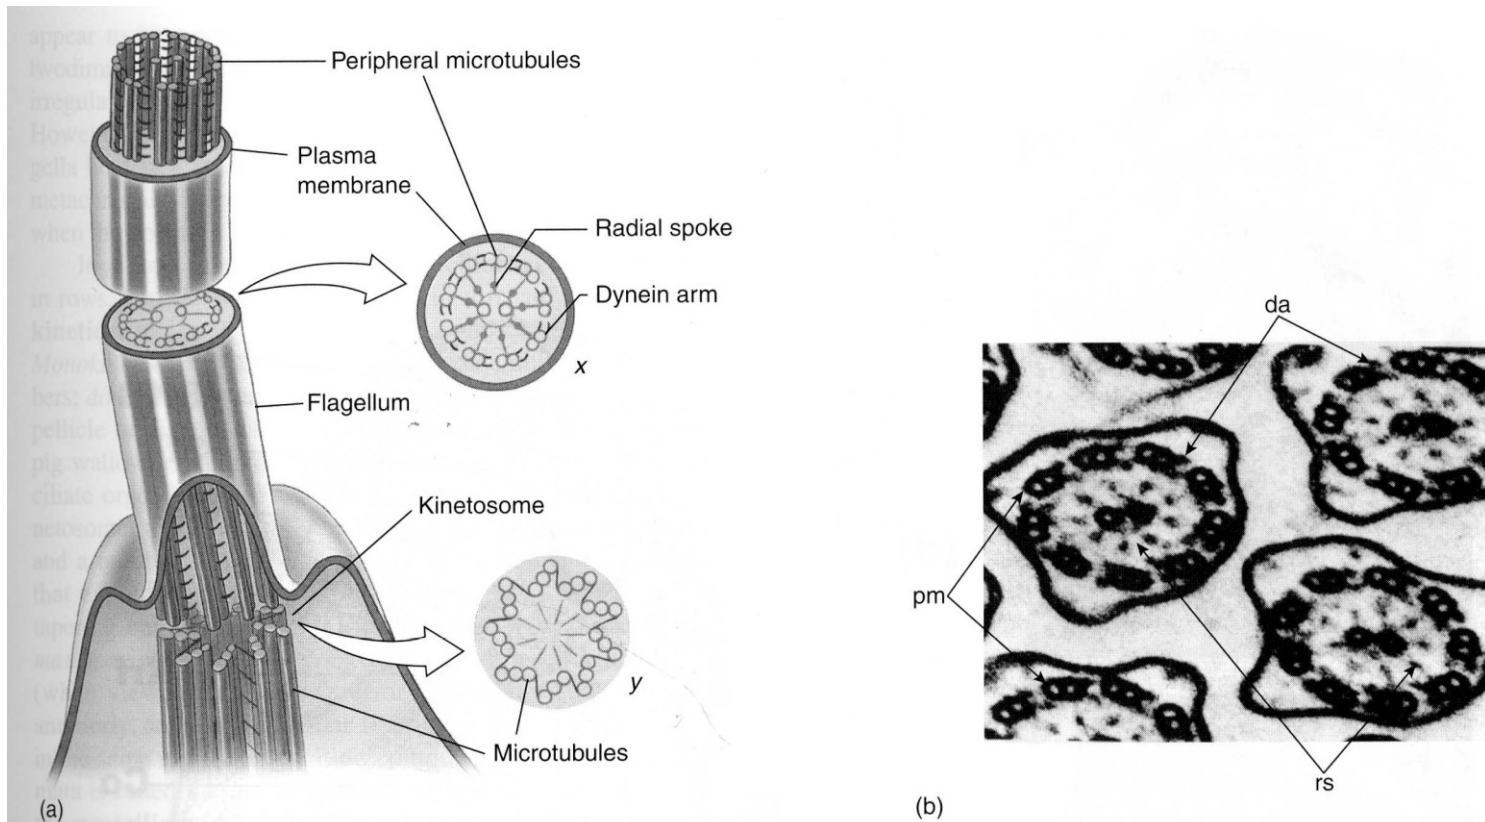 Peripheral microtubules
Plasma
membrane
Radial spoke
Dynein arm
x
Flagellum
Kinetosome
y
Microtubules
(a)
da
pm
rs
(b)